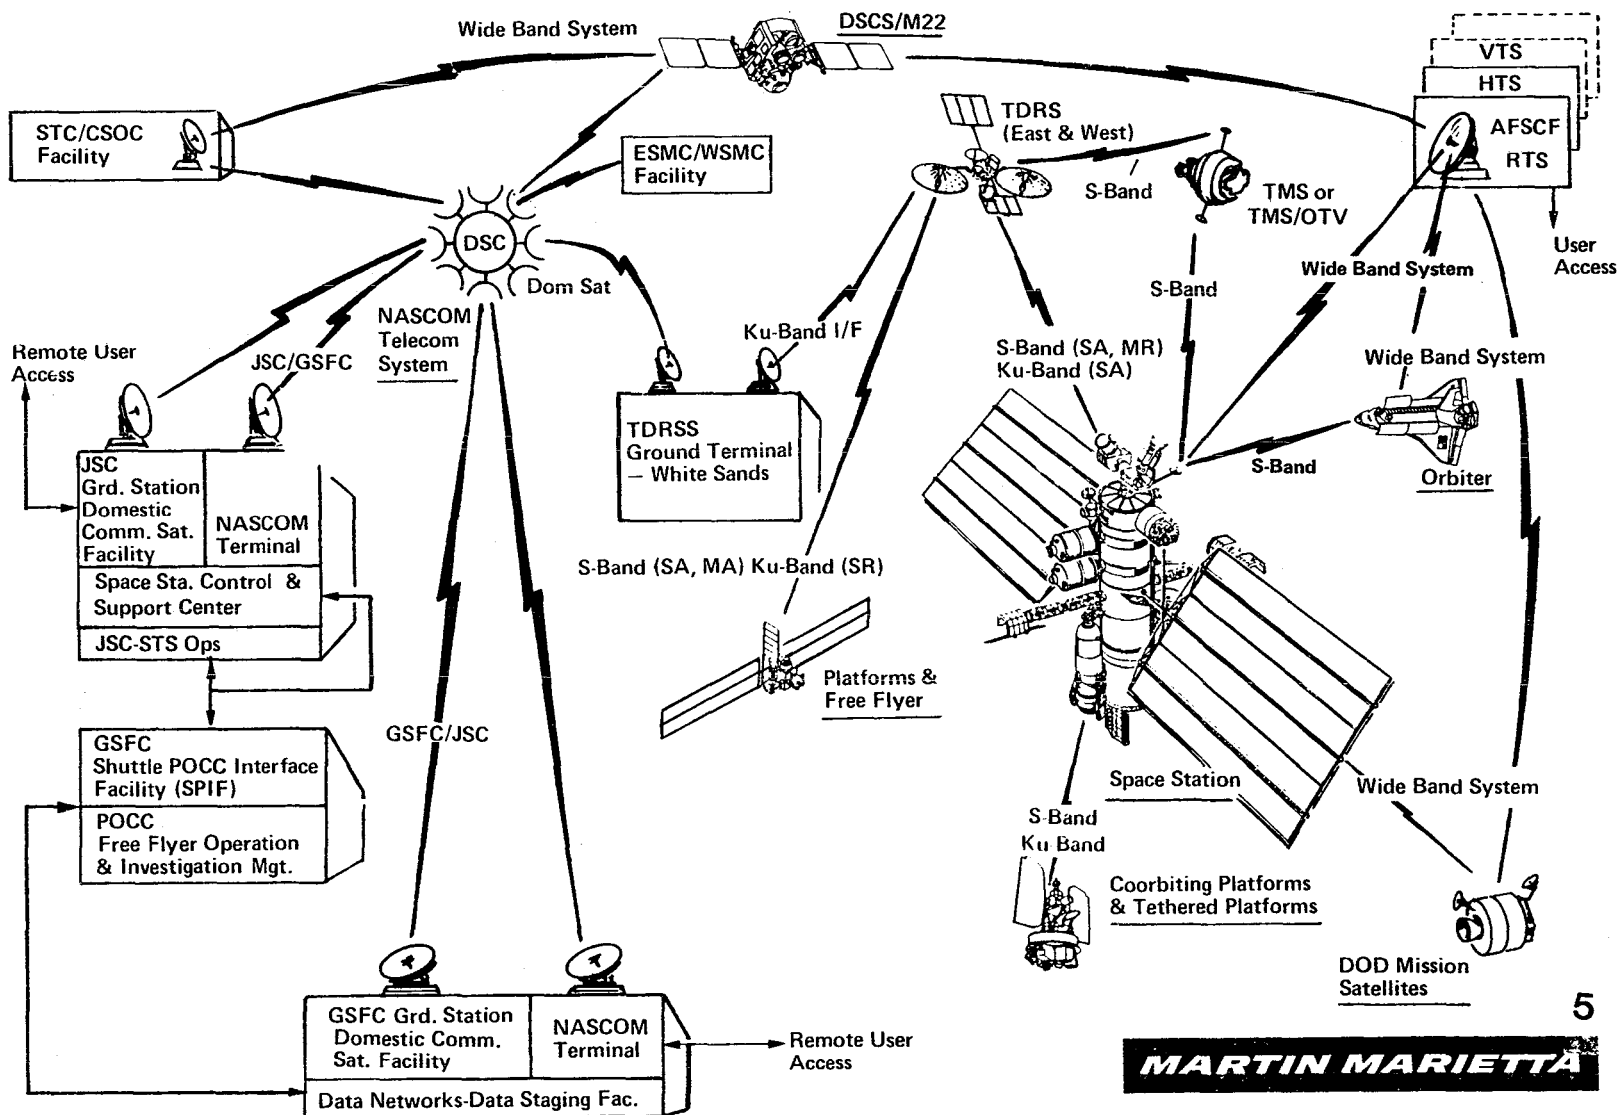 Wide Band System
DSCS/M22
VTS
HTS
AFSCF
RTS
STC/CSOC
Facility
ESMC/WSMC
Facility
TDRS
(East & West)
S-Band
TMS or
TMS/OTV
User
Access
DSC
Dom Sat
NASCOM
Telecom
System
Wide Band System
S-Band
Ku-Band I/F
JSC/GSFC
Remote User
Access
S-Band (SA, MR)
Ku-Band (SA)
Wide Band System
S-Band
Orbiter
TDRSS
Ground Terminal
– White Sands
JSC
Grd. Station
Domestic
Comm. Sat.
Facility
NASCOM
Terminal
Space Sta. Control &
Support Center
JSC-STS Ops
S-Band (SA, MA) Ku-Band (SR)
Platforms &
Free Flyer
GSFC/JSC
GSFC
Shuttle POCC Interface
Facility (SPIF)
POCC
Free Flyer Operation
& Investigation Mgt.
Space Station
Wide Band System
S-Band
Ku-Band
Coorbiting Platforms
& Tethered Platforms
DOD Mission
Satellites
GSFC Grd. Station
Domestic Comm.
Sat. Facility
NASCOM
Terminal
Data Networks-Data Staging Fac.
Remote User
Access
5
MARTIN MARIETTA